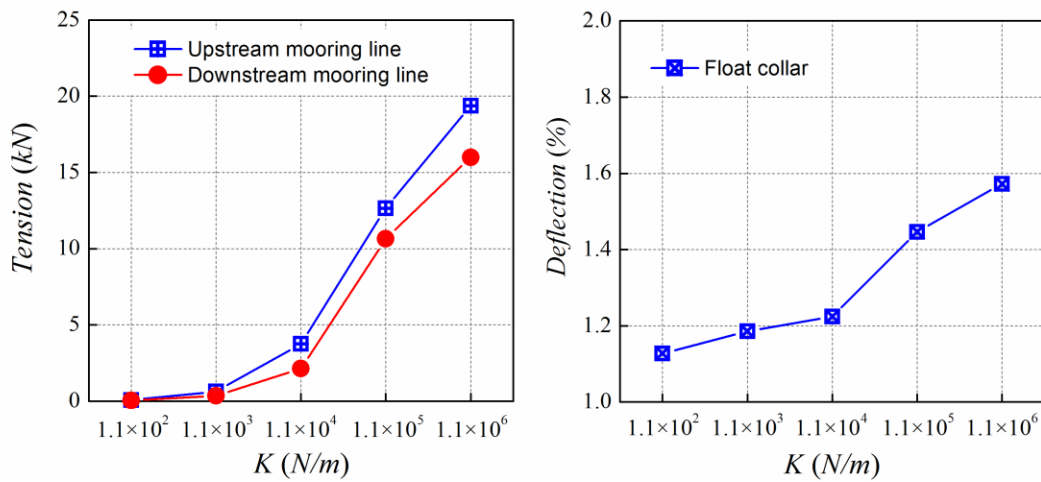 25
20
15
10
5
0
Tension (kN)
Upstream mooring line
Downstream mooring line
1.1×10² 1.1×10³ 1.1×10⁴ 1.1×10⁵ 1.1×10⁶
K (N/m)
2.0
1.8
1.6
1.4
1.2
1.0
Deflection (%)
Float collar
1.1×10² 1.1×10³ 1.1×10⁴ 1.1×10⁵ 1.1×10⁶
K (N/m)